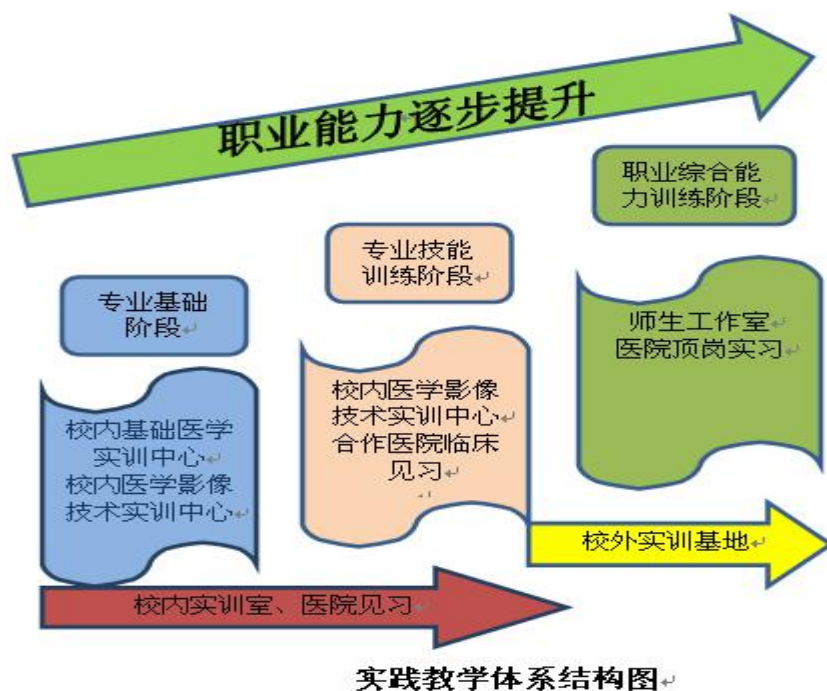 职业能力逐步提升
职业综合能
力训练阶段
专业技能
训练阶段
专业基础
阶段
师生工作室
医院顶岗实习
校内医学影像
技术实训中心
合作医院临床
见习
校内基础医学
实训中心
校内医学影像
技术实训中心
校外实训基地
校内实训室、医院见习
实践教学体系结构图